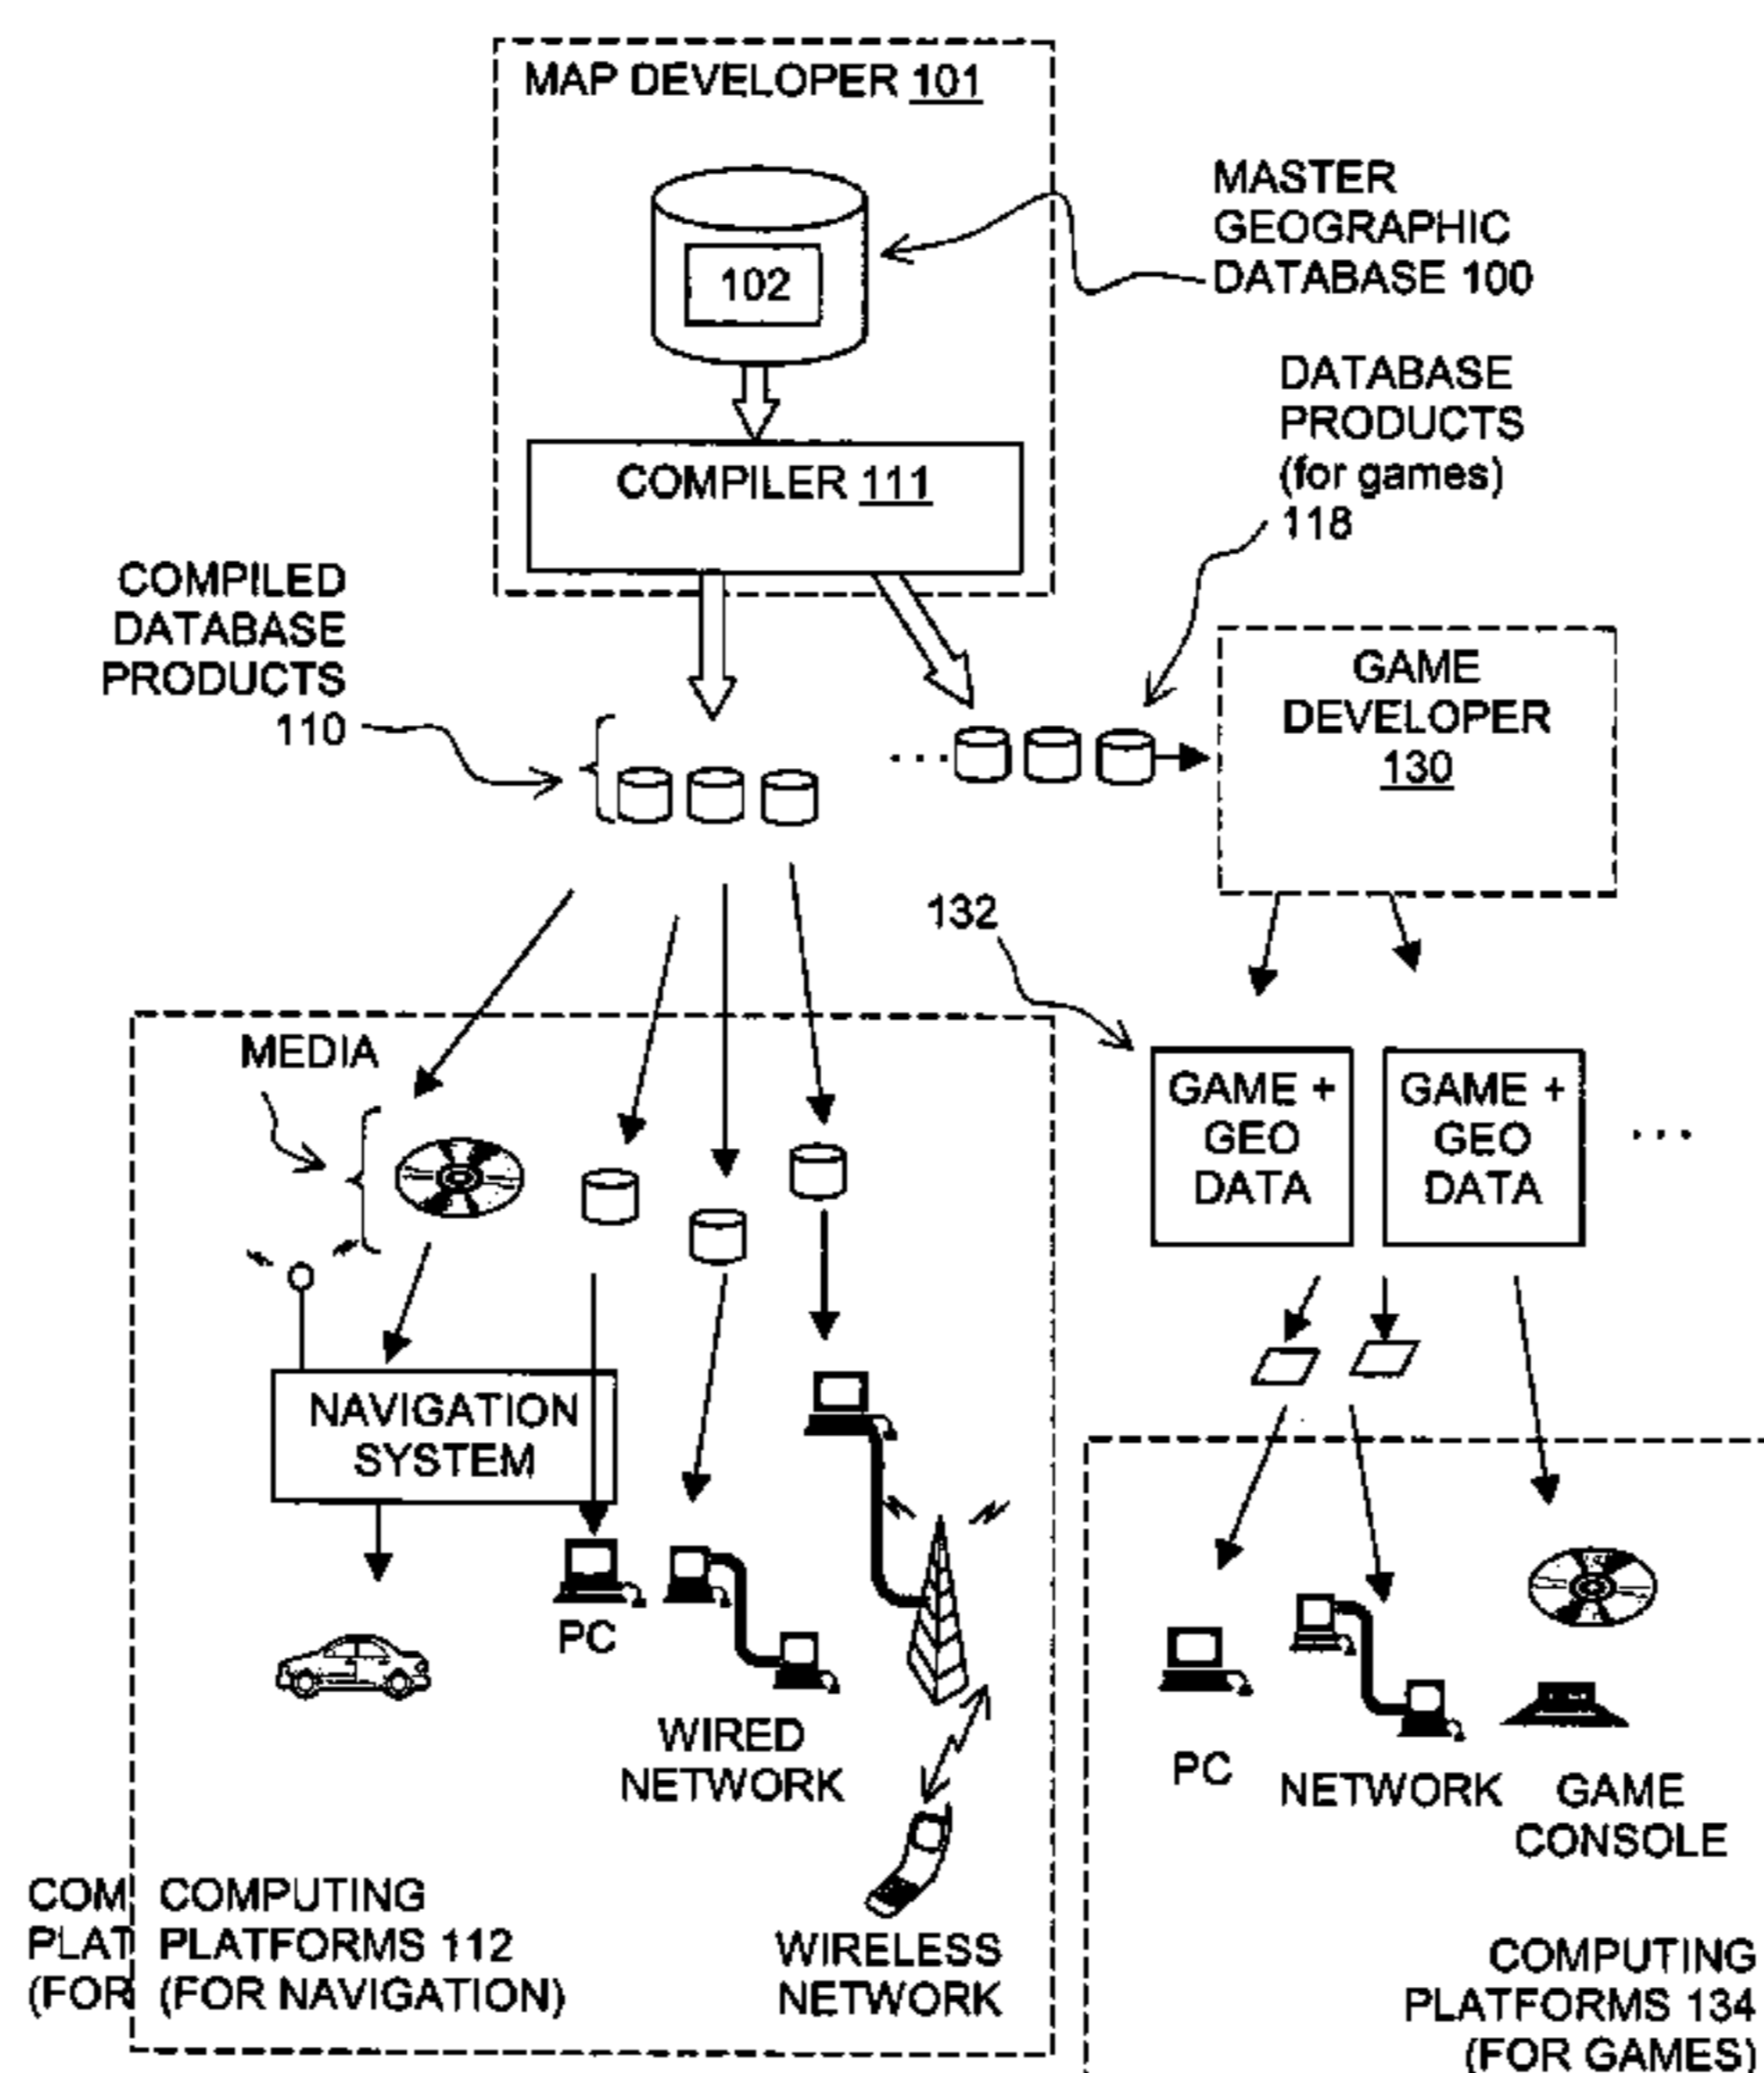 MAP DEVELOPER 101
102
MASTER
GEOGRAPHIC
DATABASE 100
COMPILER 111
DATABASE
PRODUCTS
(for games)
118
COMPILED
DATABASE
PRODUCTS
110
...
GAME
DEVELOPER
130
132
MEDIA
GAME +
GEO
DATA
GAME +
GEO
DATA
...
NAVIGATION
SYSTEM
PC
WIRED
NETWORK
WIRELESS
NETWORK
PC
NETWORK
GAME
CONSOLE
COM COMPUTING
PLAT PLATFORMS 112
(FOR (FOR NAVIGATION)
COMPUTING
PLATFORMS 134
(FOR GAMES)